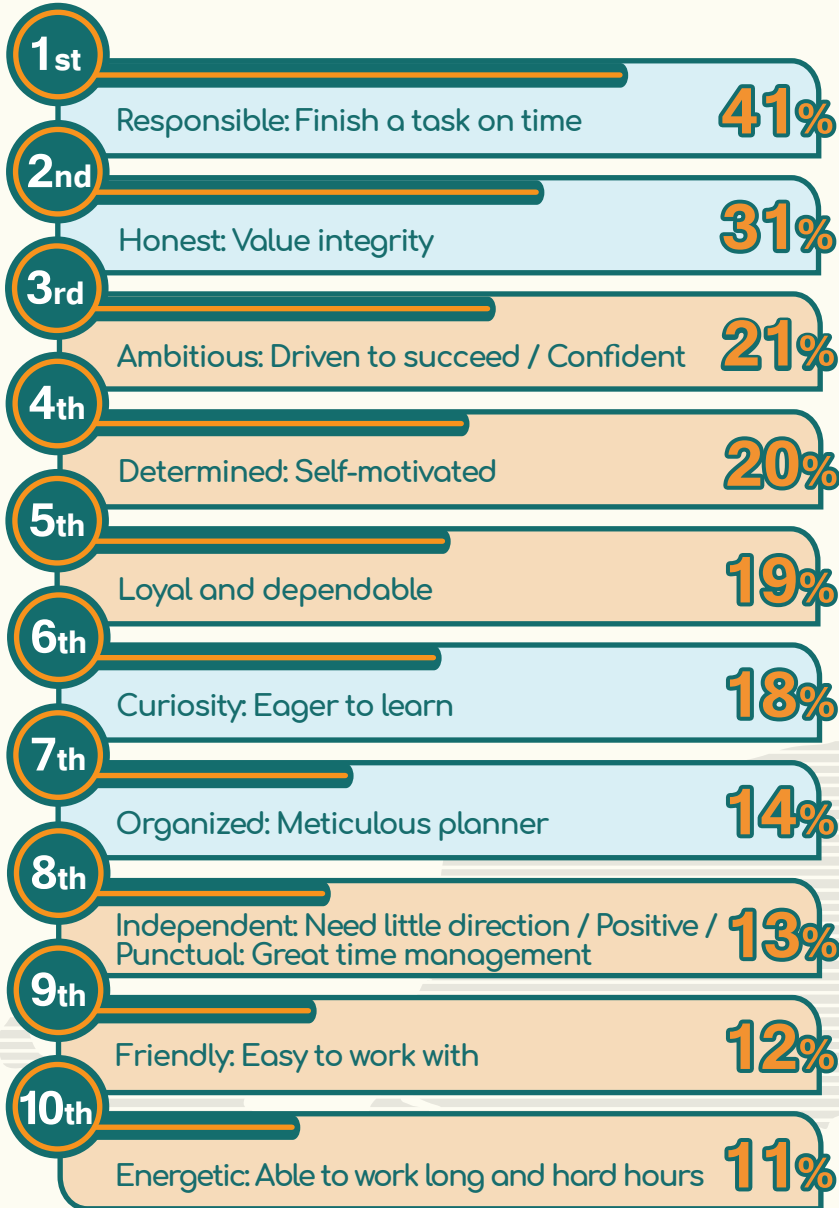 1st
Responsible: Finish a task on time 41%
2nd
Honest: Value integrity 31%
3rd
Ambitious: Driven to succeed / Confident 21%
4th
Determined: Self-motivated 20%
5th
Loyal and dependable 19%
6th
Curiosity: Eager to learn 18%
7th
Organized: Meticulous planner 14%
8th
Independent: Need little direction / Positive / 13%
Punctual: Great time management
9th
Friendly: Easy to work with 12%
10th
Energetic: Able to work long and hard hours 11%